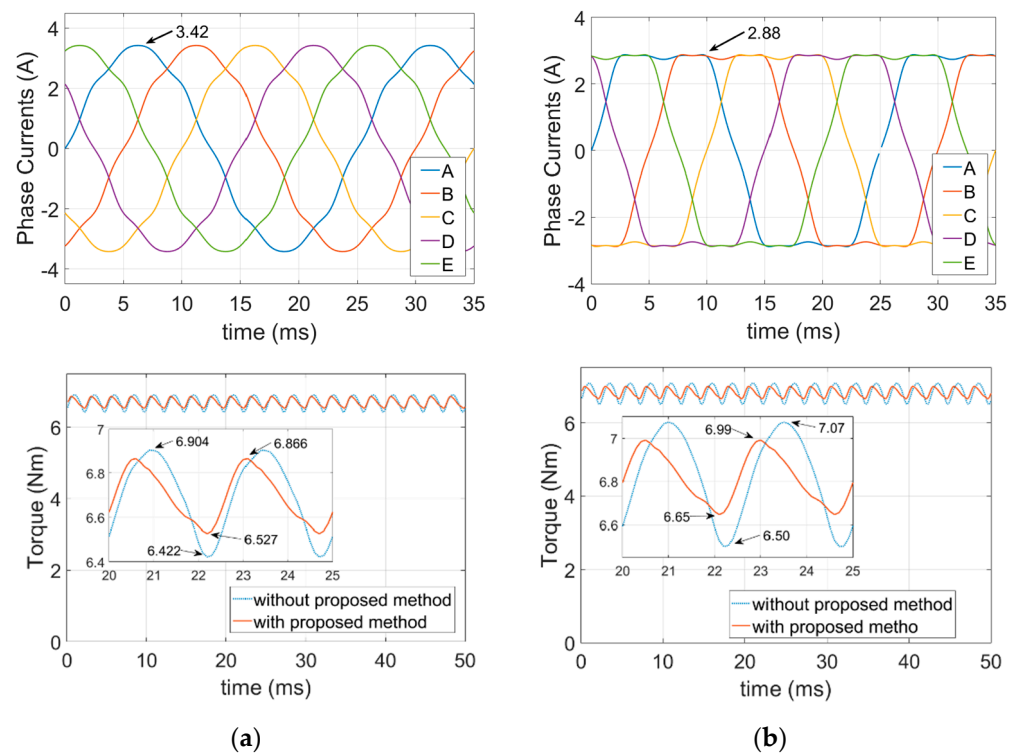 4
2
0
-2
-4
Phase Currents (A)
3.42
A
B
C
D
E
0 5 10 15 20 25 30 35
time (ms)
4
2
0
-2
-4
Phase Currents (A)
2.88
A
B
C
D
E
0 5 10 15 20 25 30 35
time (ms)
6
4
2
0
Torque (Nm)
7
6.8
6.6
6.4
6.904
6.866
6.527
6.422
20 21 22 23 24 25
without proposed method
with proposed method
0 10 20 30 40 50
time (ms)
6
4
2
0
Torque (Nm)
7
6.8
6.6
6.99
7.07
6.65
6.50
20 21 22 23 24 25
without proposed method
with proposed metho
0 10 20 30 40 50
time (ms)
(a)
(b)